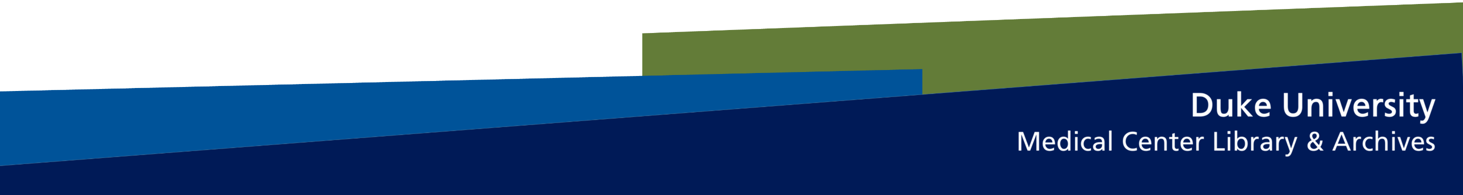 Duke University
Medical Center Library & Archives